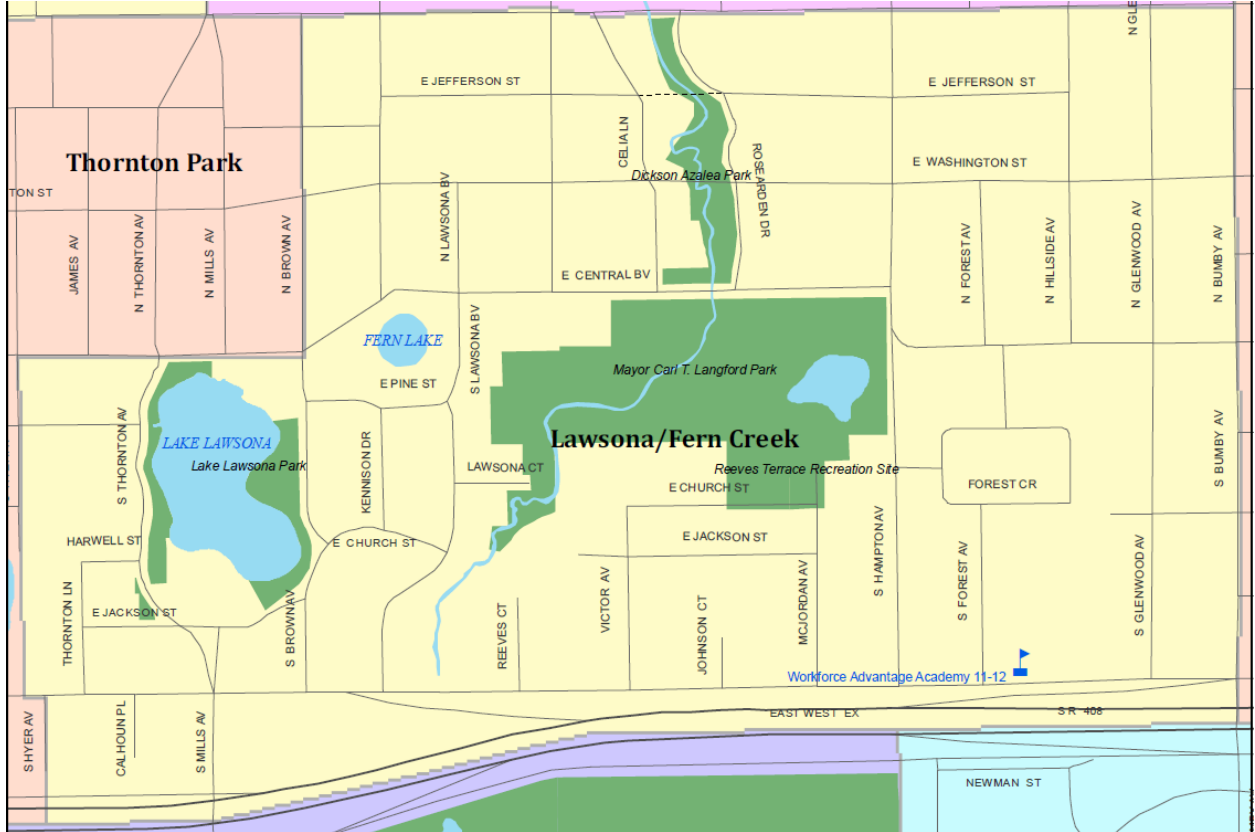 N GLE
E JEFFERSON ST
E JEFFERSON ST
CELIA LN
Thornton Park
ROSEARDEN DR
E WASHINGTON ST
Dickson Azalea Park
TON ST
N LAWSONA BV
JAMES AV
N THORNTON AV
N MILLS AV
N BROWN AV
N FOREST AV
N HILLSIDE AV
N GLENWOOD AV
N BUMBY AV
E CENTRAL BV
FERN LAKE
S LAWSONA BV
Mayor Carl T. Langford Park
E PINE ST
S THORNTON AV
LAKE LAWSONA
Lake Lawsona Park
KENNISON DR
Lawsona/Fern Creek
LAWSONA CT
Reeves Terrace Recreation Site
S BUMBY AV
E CHURCH ST
FOREST CR
HARWELL ST
E CHURCH ST
E JACKSON ST
S HAMPTON AV
THORNTON LN
E JACKSON ST
S BROWN AV
REEVES CT
VICTOR AV
JOHNSON CT
MCJORDAN AV
S FOREST AV
S GLENWOOD AV
Workforce Advantage Academy 11-12
SHYER AV
CALHOUN PL
S MILLS AV
EAST WEST EX
S R 408
NEWMAN ST